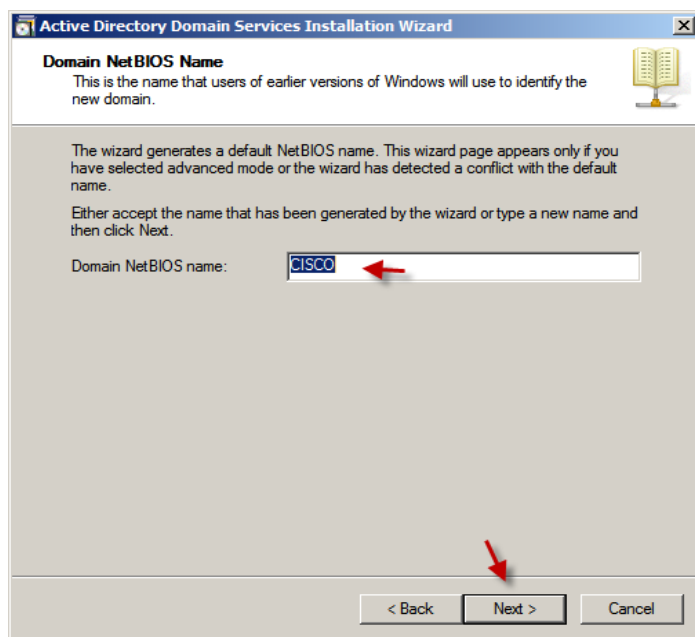 Active Directory Domain Services Installation Wizard
Domain NetBIOS Name
This is the name that users of earlier versions of Windows will use to identify the
new domain.
The wizard generates a default NetBIOS name. This wizard page appears only if you
have selected advanced mode or the wizard has detected a conflict with the default
name.
Either accept the name that has been generated by the wizard or type a new name and
then click Next.
Domain NetBIOS name:
CISCO
< Back
Next >
Cancel